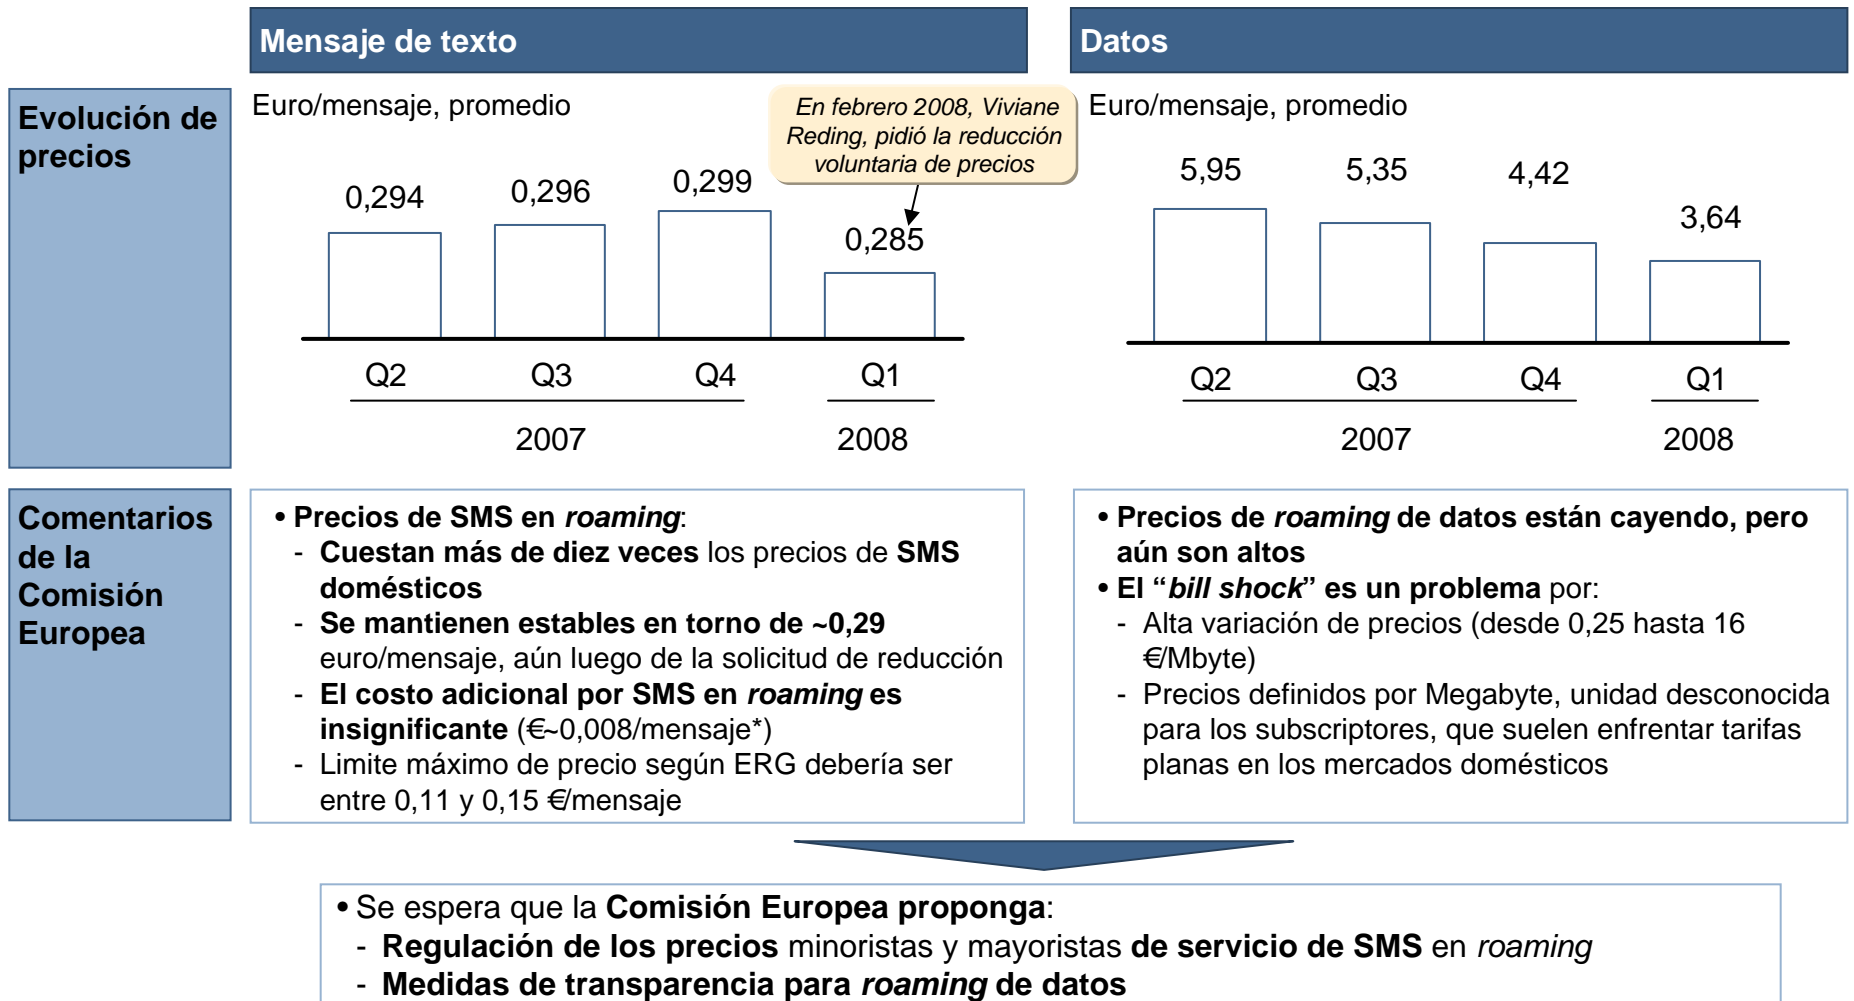 Mensaje de texto
Datos
Evolución de
precios
Euro/mensaje, promedio
En febrero 2008, Viviane
Reding, pidió la reducción
voluntaria de precios
0,294
0,296
0,299
0,285
Q2
Q3
Q4
Q1
2007
2008
Euro/mensaje, promedio
5,95
5,35
4,42
3,64
Q2
Q3
Q4
Q1
2007
2008
Comentarios
de la
Comisión
Europea
• Precios de SMS en roaming:
- Cuestan más de diez veces los precios de SMS
domésticos
- Se mantienen estables en torno de ~0,29
euro/mensaje, aún luego de la solicitud de reducción
- El costo adicional por SMS en roaming es
insignificante (€~0,008/mensaje*)
- Limite máximo de precio según ERG debería ser
entre 0,11 y 0,15 €/mensaje
• Precios de roaming de datos están cayendo, pero
aún son altos
• El “bill shock” es un problema por:
- Alta variación de precios (desde 0,25 hasta 16
€/Mbyte)
- Precios definidos por Megabyte, unidad desconocida
para los subscriptores, que suelen enfrentar tarifas
planas en los mercados domésticos
• Se espera que la Comisión Europea proponga:
- Regulación de los precios minoristas y mayoristas de servicio de SMS en roaming
- Medidas de transparencia para roaming de datos